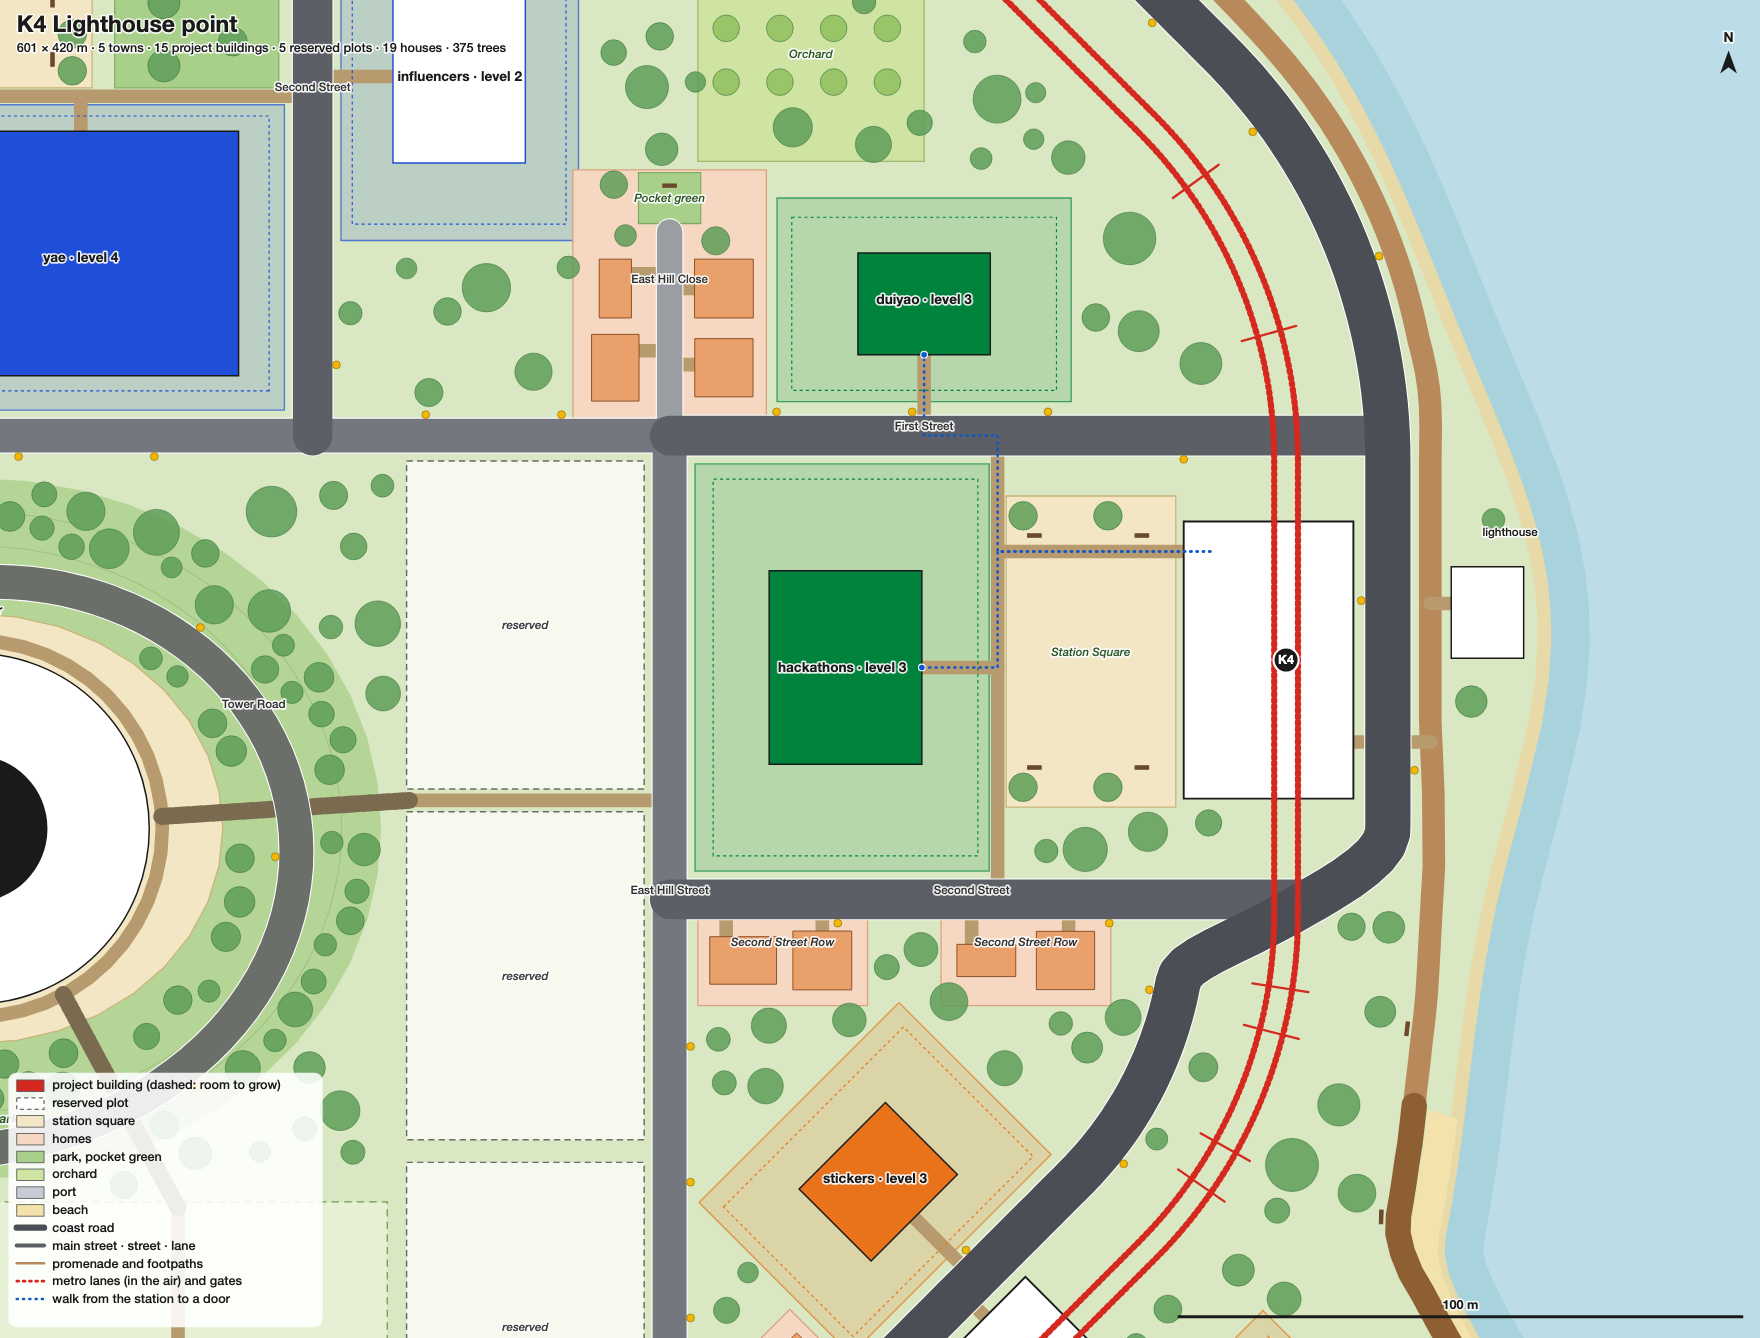 K4 Lighthouse point
601 × 420 m · 5 towns · 15 project buildings · 5 reserved plots · 19 houses · 375 trees
N
Orchard
influencers · level 2
Second Street
Pocket green
yae · level 4
East Hill Close
duiyao · level 3
First Street
lighthouse
reserved
Station Square
K4
hackathons · level 3
Tower Road
East Hill Street
Second Street
Second Street Row
Second Street Row
reserved
stickers · level 3
project building (dashed: room to grow)
reserved plot
station square
homes
park, pocket green
orchard
port
beach
coast road
main street · street · lane
promenade and footpaths
metro lanes (in the air) and gates
walk from the station to a door
100 m
reserved